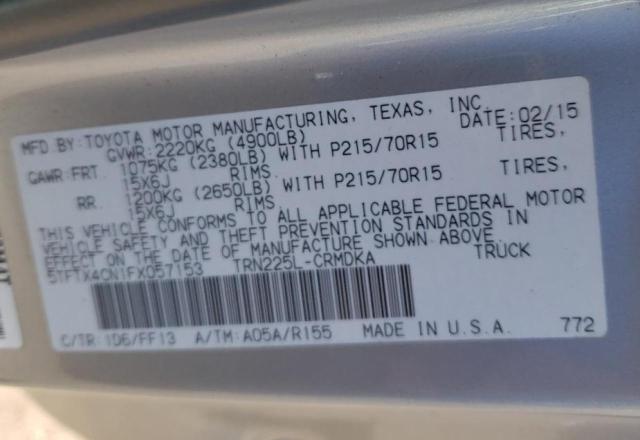 MFD BY: TOYOTA MOTOR MANUFACTURING, TEXAS, INC. DATE: 02/15
GVWR: 2220KG (4900LB)
GAWR: FRT. 1075KG (2380LB) WITH P215/70R15 TIRES,
15X6J RIMS.
RR. 1200KG (2650LB) WITH P215/70R15 TIRES,
15X6J RIMS.
THIS VEHICLE CONFORMS TO ALL APPLICABLE FEDERAL MOTOR
VEHICLE SAFETY AND THEFT PREVENTION STANDARDS IN
EFFECT ON THE DATE OF MANUFACTURE SHOWN ABOVE
5TFTX4CN1FX057153 TRN225L-CRMDKA TRUCK
C/TR: 1D6/FF13 A/TM: A05A/R155 MADE IN U.S.A. 772